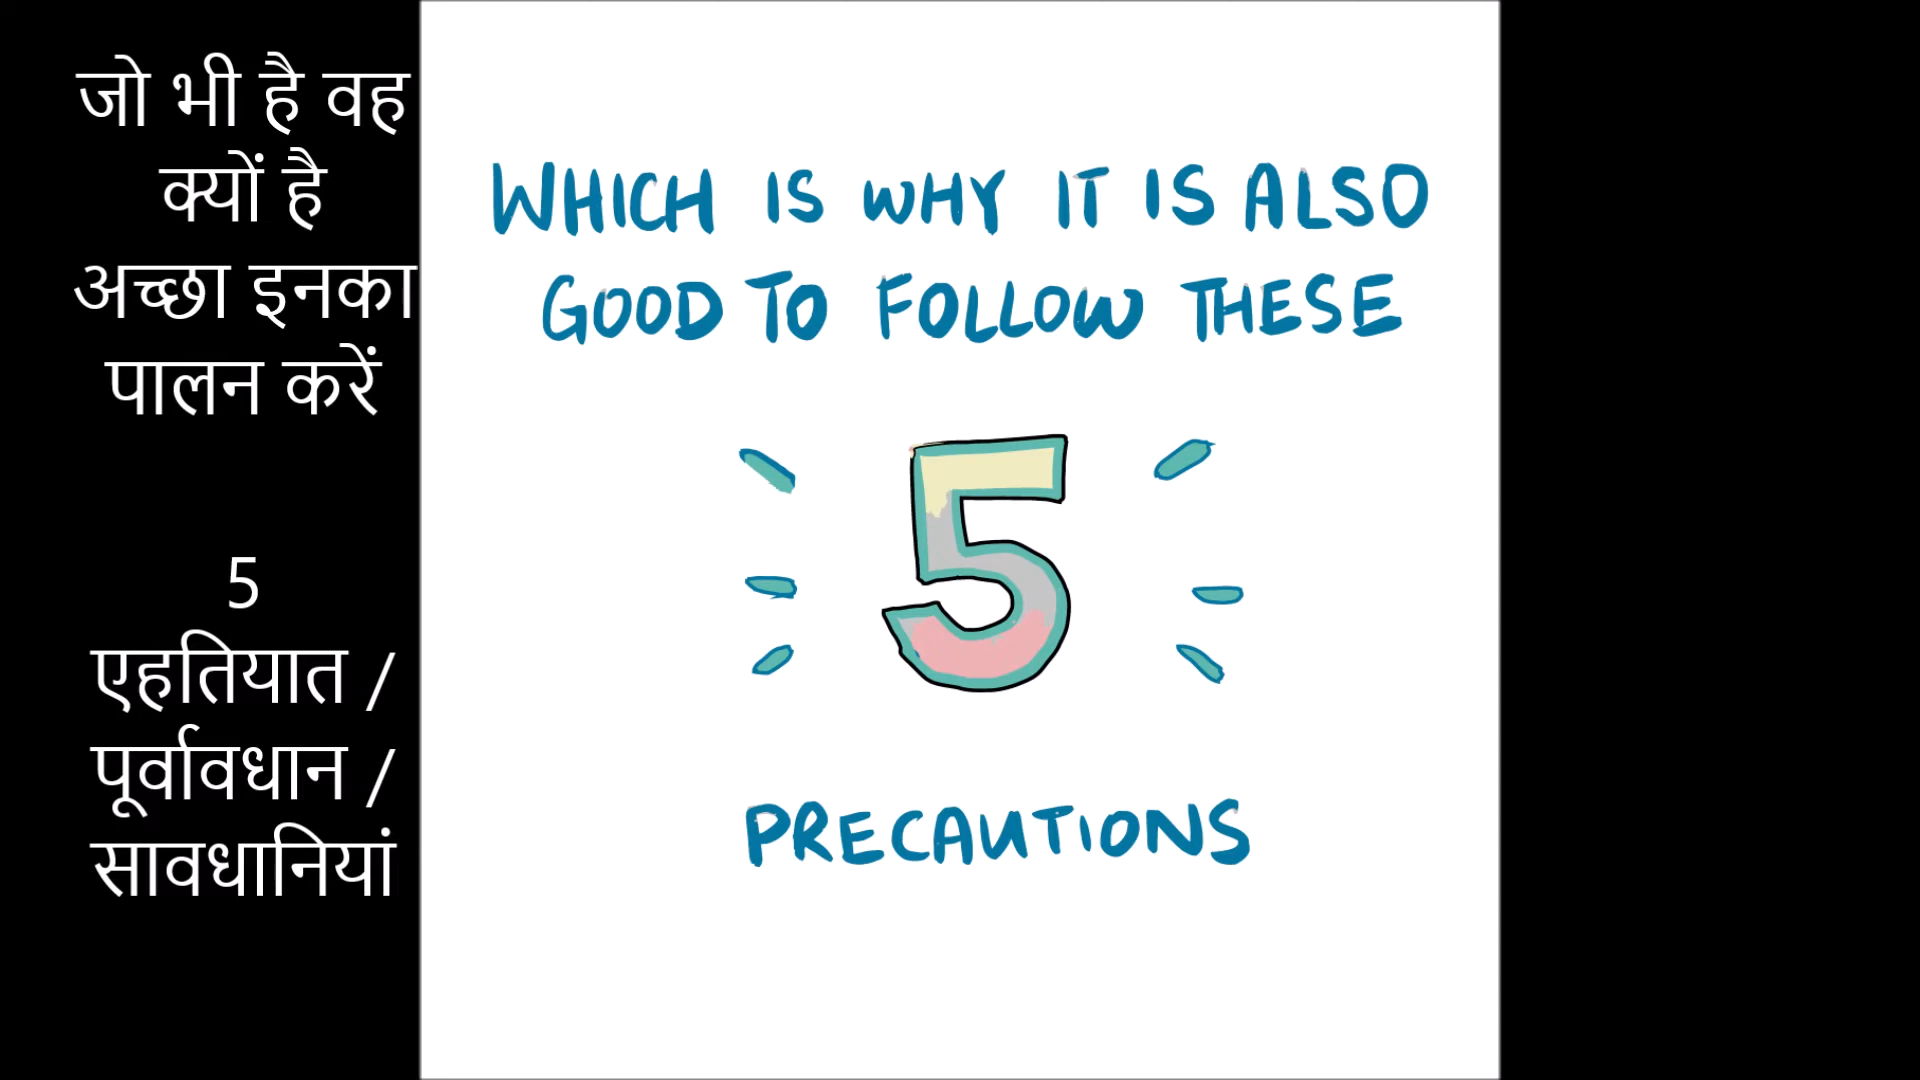 जो भी है वह
क्यों है
अच्छा इनका
पालन करें
5
एहतियात /
पूर्वावधान /
सावधानियां
WHICH IS WHY IT IS ALSO
GOOD TO FOLLOW THESE
5
PRECAUTIONS